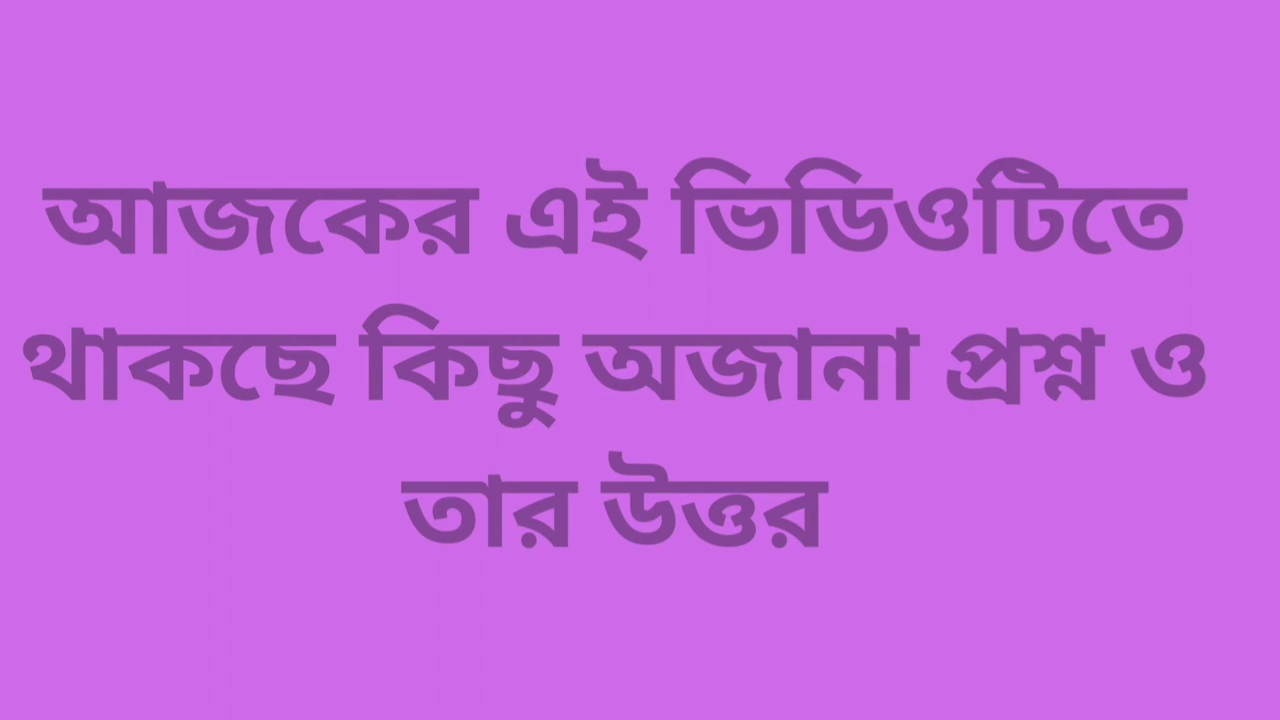 আজকের এই ভিডিওটিতে
থাকছে কিছু অজানা প্রশ্ন ও
তার উত্তর